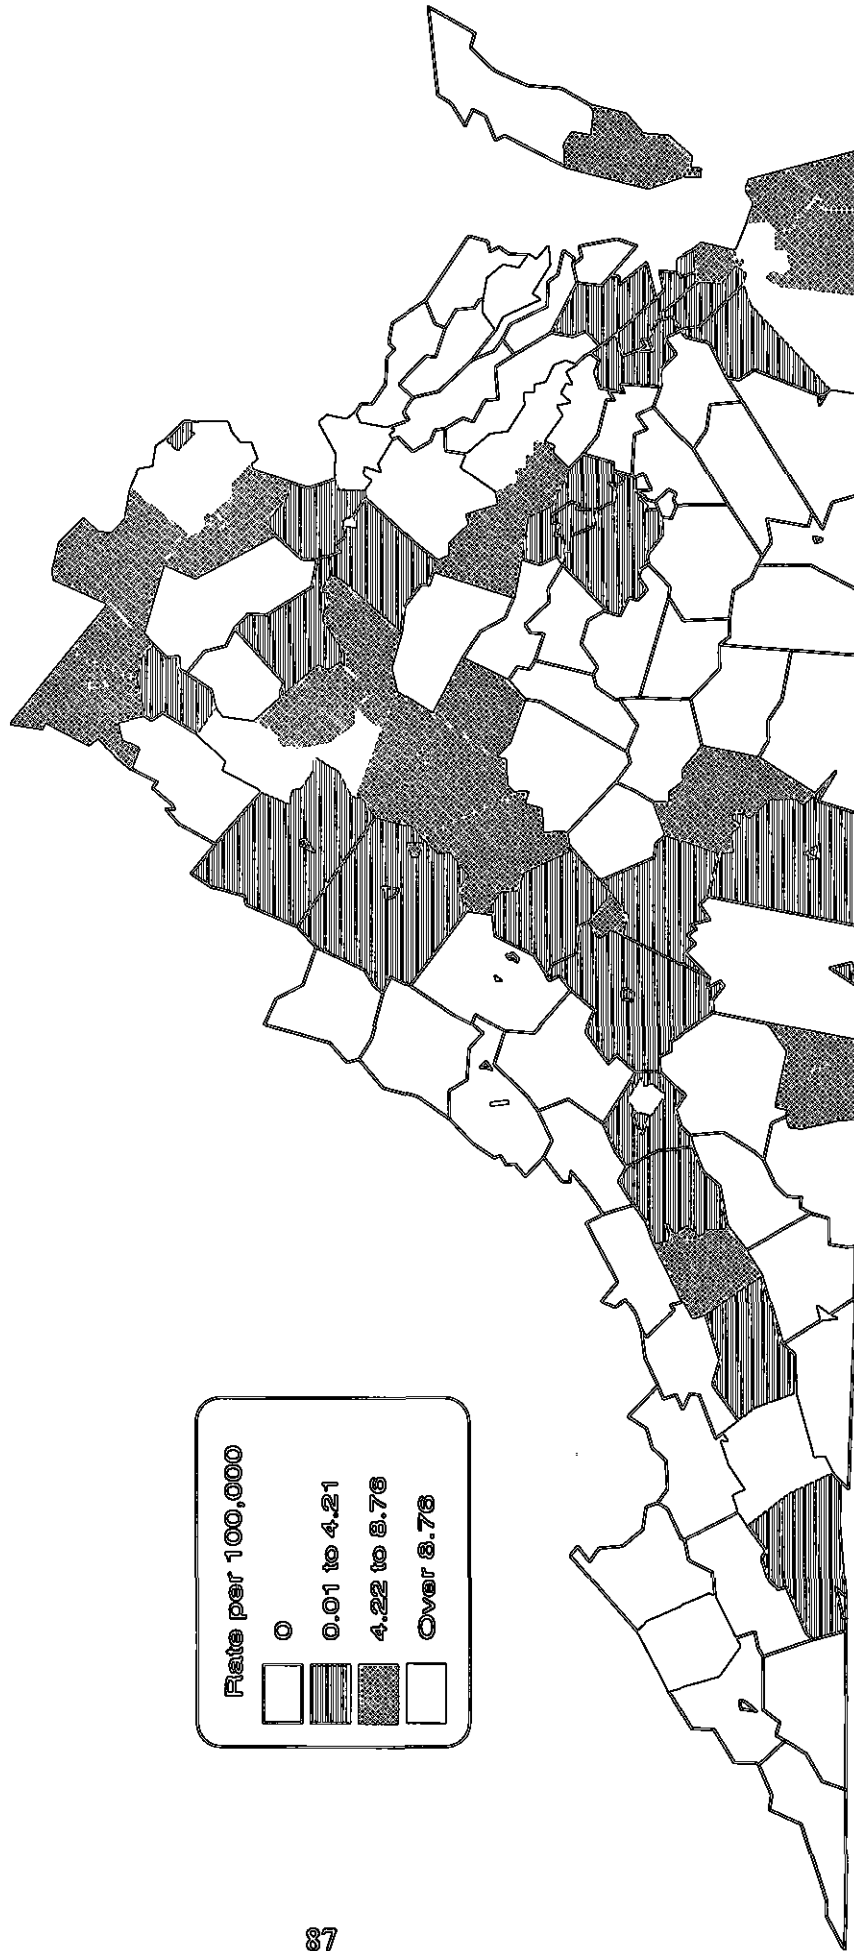 Rate per 100,000
0
0.01 to 4.21
4.22 to 8.76
Over 8.76
87